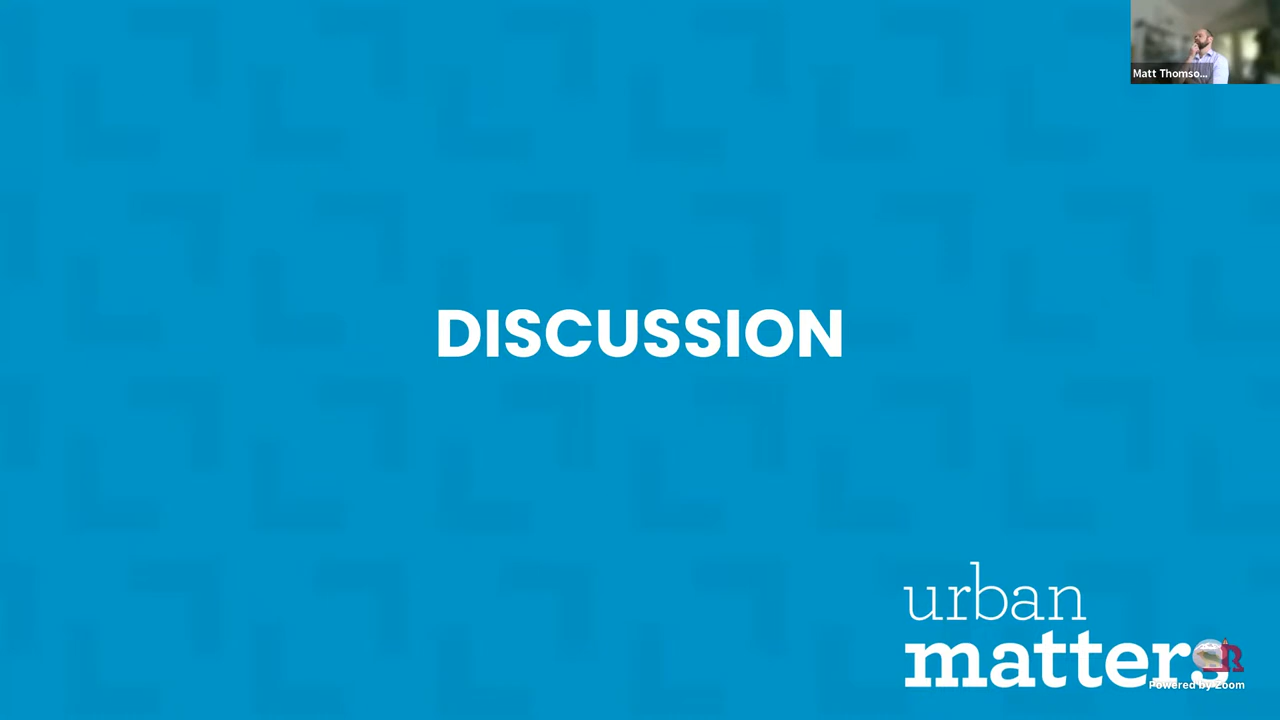 Matt Thomso...
DISCUSSION
urban
matters
Powered by Zoom